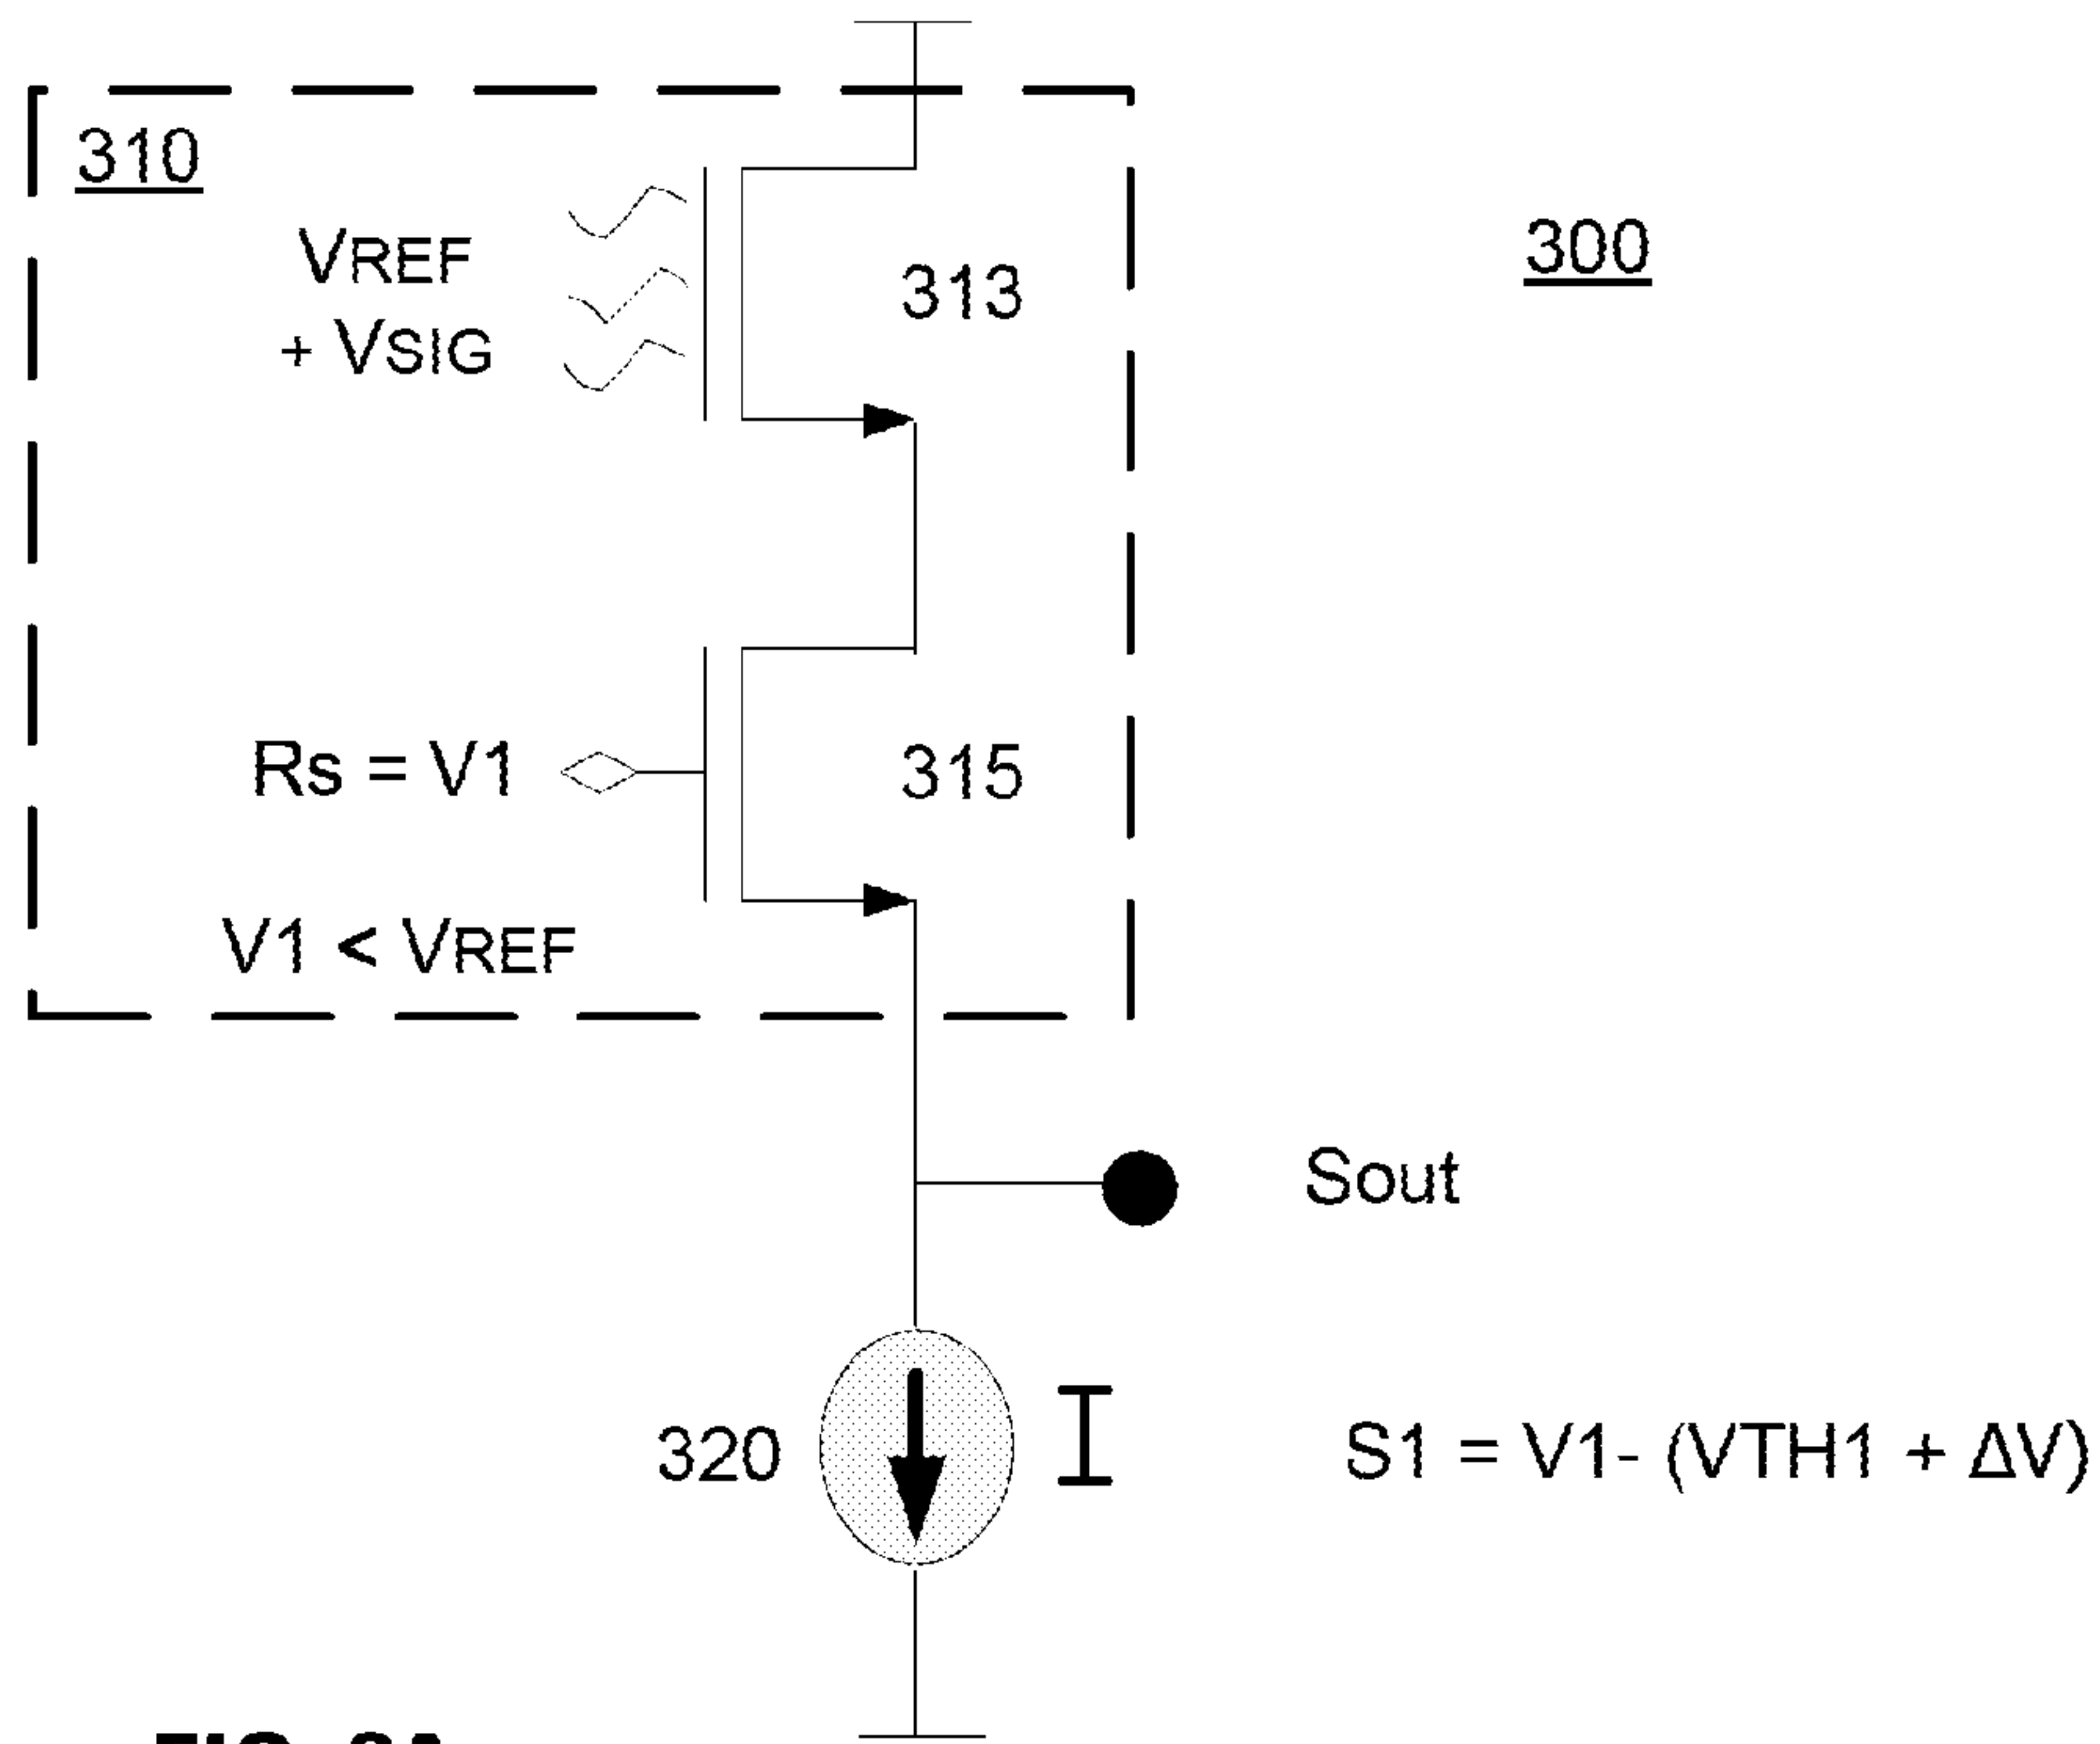 310
VREF
+ VSIG
313
300
Rs = V1
315
V1 < VREF
Sout
320
I
S1 = V1- (VTH1 + ΔV)